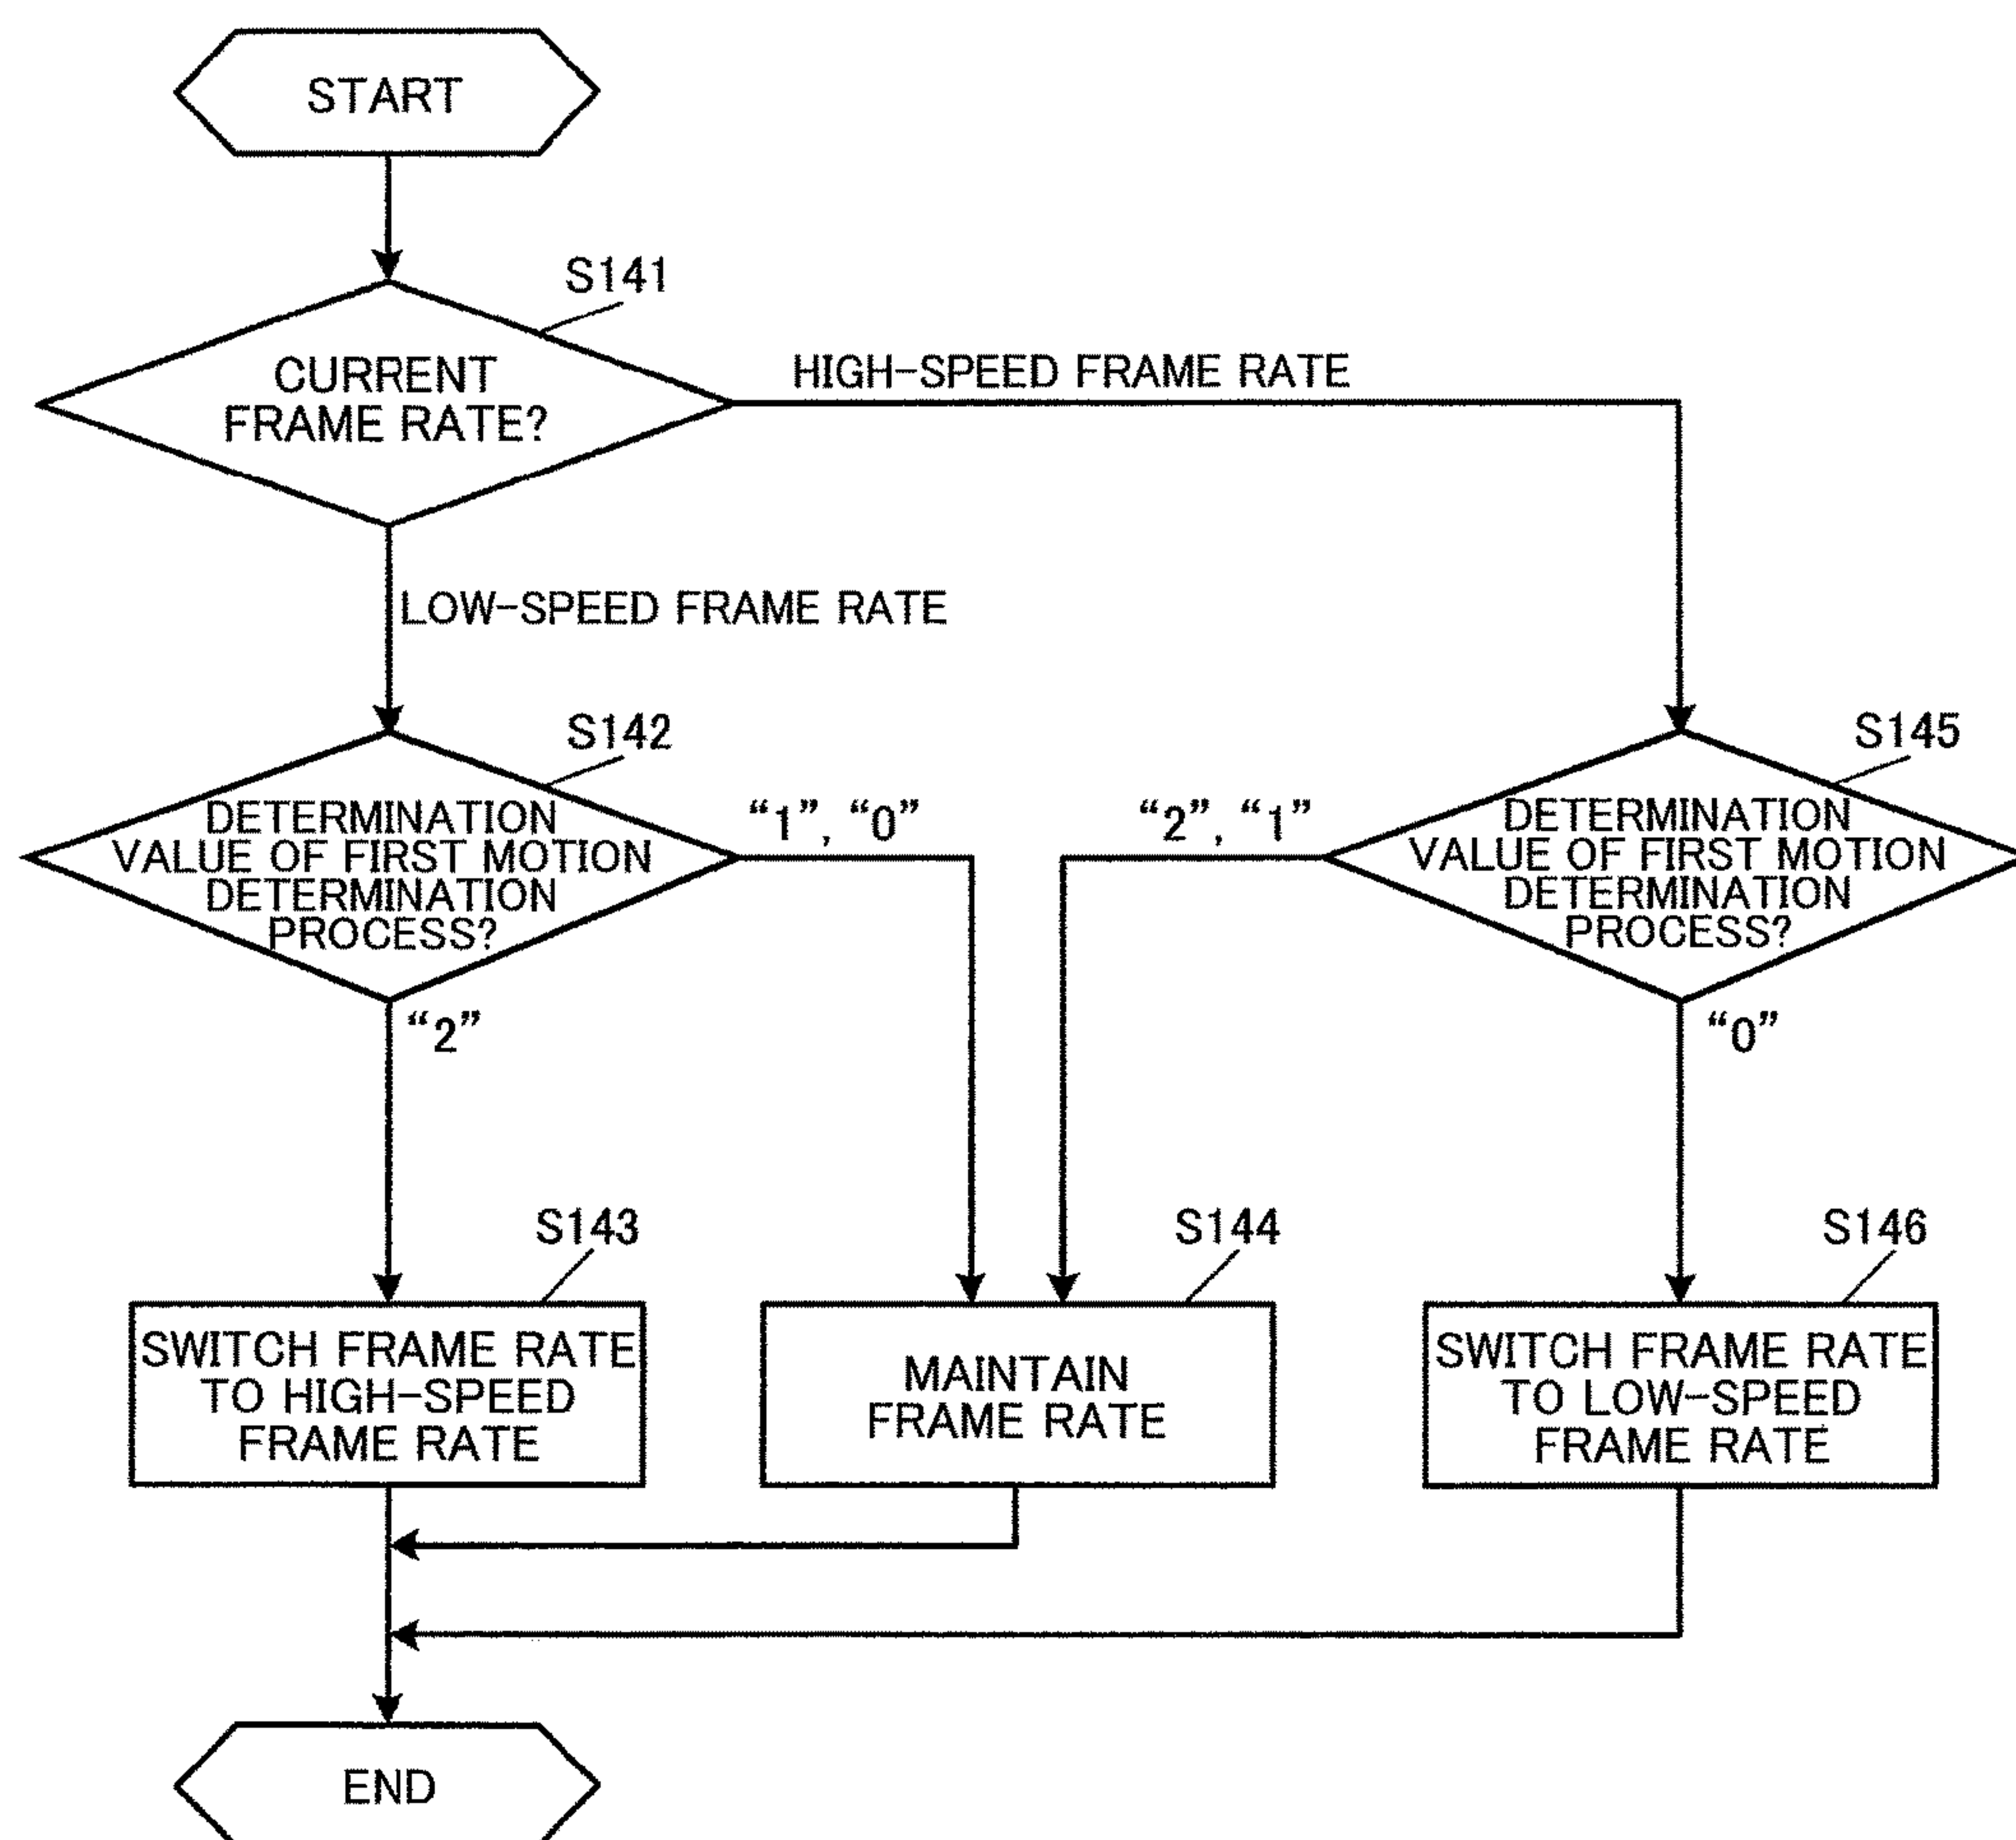 START
S141
CURRENT
FRAME RATE?
HIGH-SPEED FRAME RATE
LOW-SPEED FRAME RATE
S142
DETERMINATION
VALUE OF FIRST MOTION
DETERMINATION
PROCESS?
“1”, “0”
“2”
S145
DETERMINATION
VALUE OF FIRST MOTION
DETERMINATION
PROCESS?
“2”, “1”
“0”
S143
SWITCH FRAME RATE
TO HIGH-SPEED
FRAME RATE
S144
MAINTAIN
FRAME RATE
S146
SWITCH FRAME RATE
TO LOW-SPEED
FRAME RATE
END